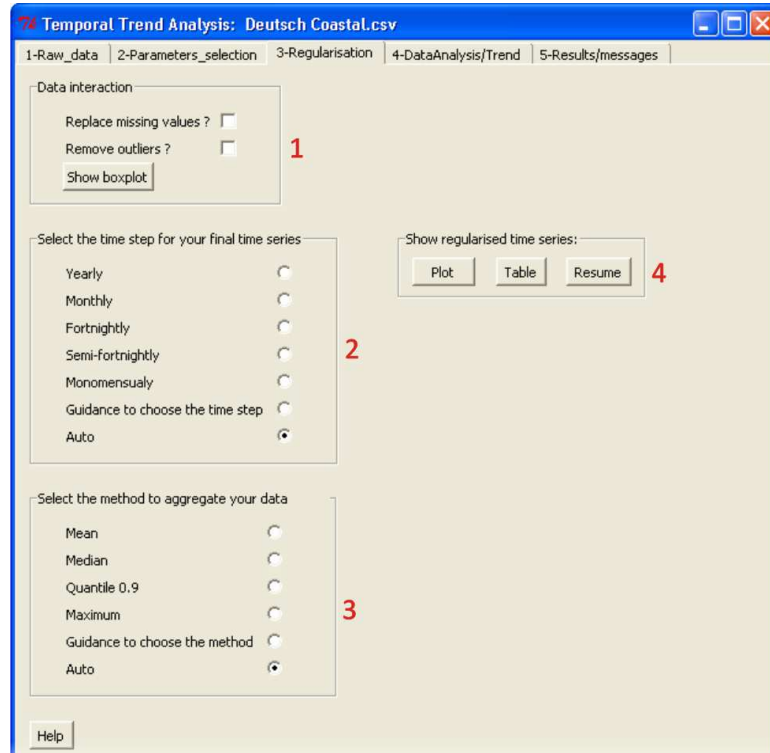 Temporal Trend Analysis: Deutsch Coastal.csv
1-Raw_data 2-Parameters_selection 3-Regularisation 4-DataAnalysis/Trend 5-Results/messages
Data interaction
Replace missing values ?
Remove outliers ?
1
Show boxplot
Select the time step for your final time series
Yearly
Monthly
Fortnightly
Semi-fortnightly
Monomensualy
Guidance to choose the time step
Auto
2
Show regularised time series:
Plot Table Resume
4
Select the method to aggregate your data
Mean
Median
Quantile 0.9
Maximum
Guidance to choose the method
Auto
3
Help